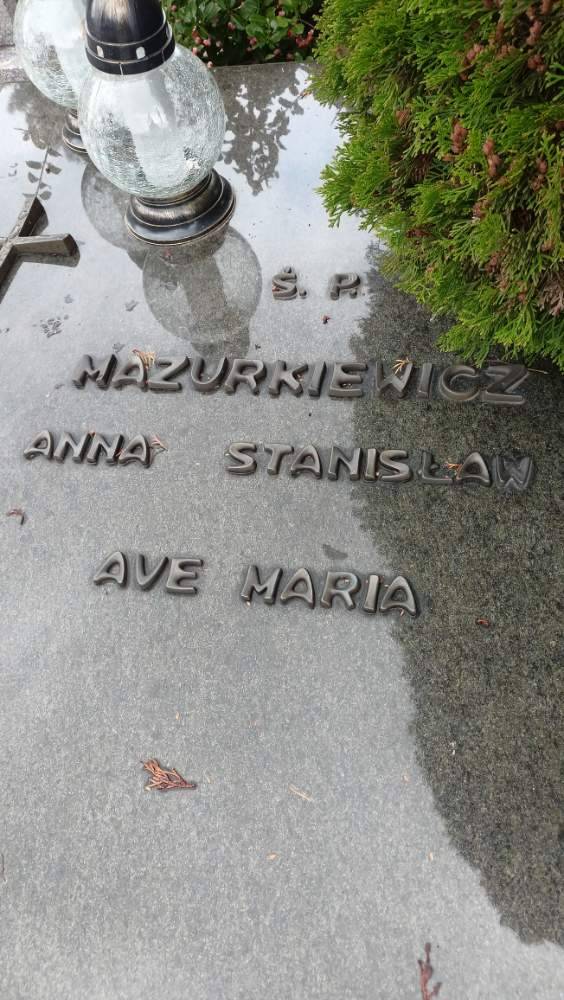 Ś. P.
MAZURKIEWICZ
ANNA STANISŁAW
AVE MARIA